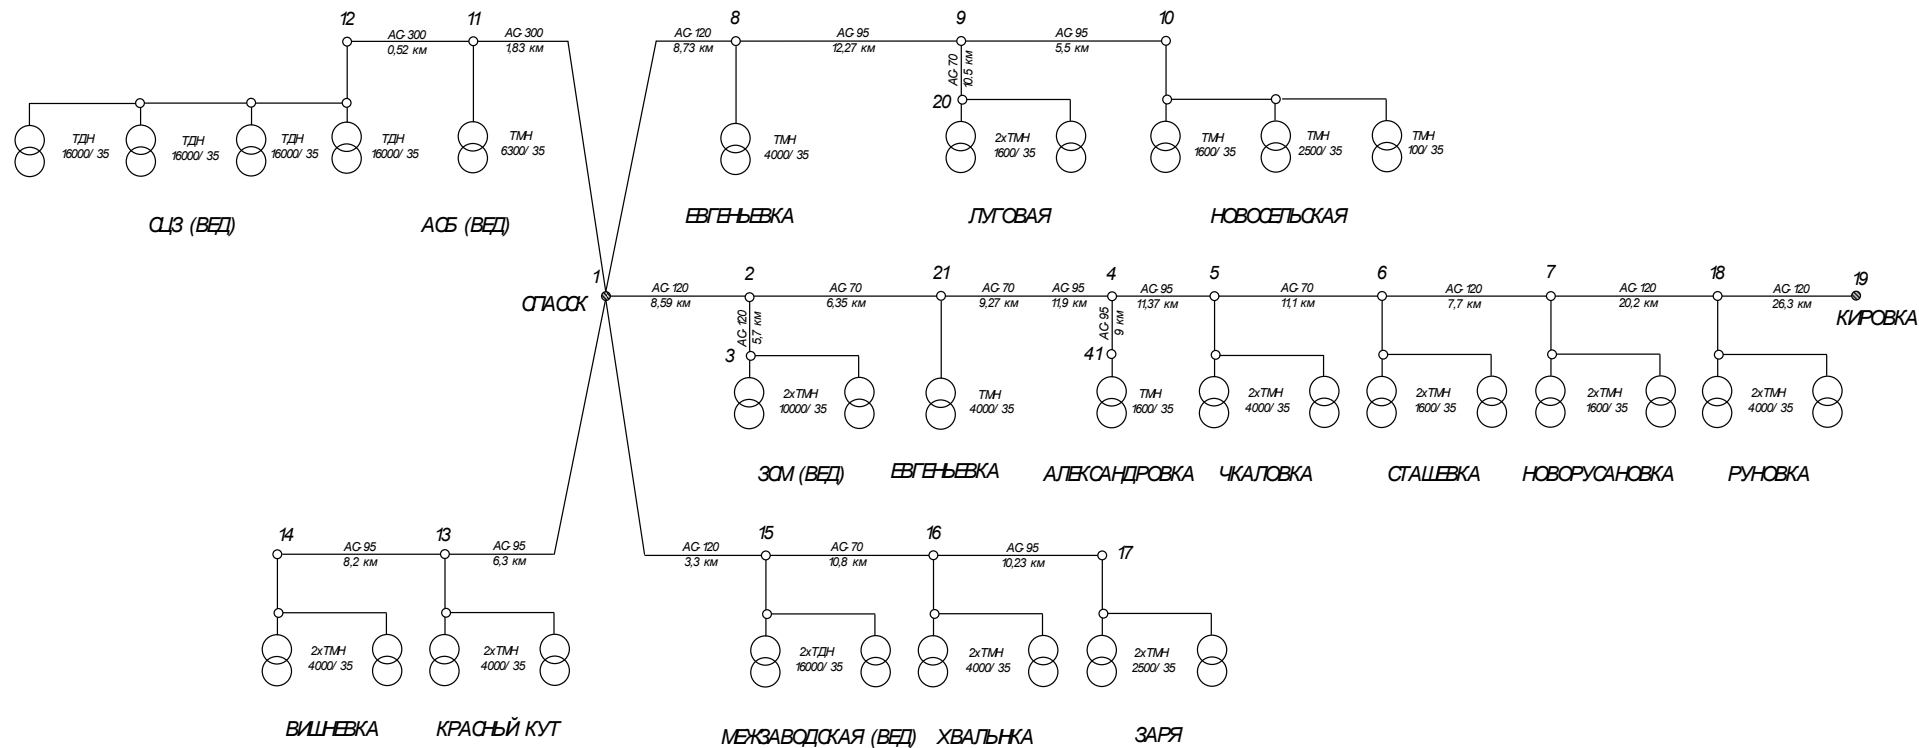 12
11
8
9
10
АС-300
0,52 км
АС-300
1,83 км
АС-120
8,73 км
АС-95
12,27 км
АС-95
5,5 км
АС-70
10.5 км
20
ТДН
16000/ 35
ТДН
16000/ 35
ТДН
16000/ 35
ТДН
16000/ 35
ТМН
6300/ 35
ТМН
4000/ 35
2хТМН
1600/ 35
ТМН
1600/ 35
ТМН
2500/ 35
ТМН
100/ 35
СЦЗ (ВЕД)
АСБ (ВЕД)
ЕВГЕНЬЕВКА
ЛУГОВАЯ
НОВОСЕЛЬСКАЯ
1
СПАССК
2
21
4
5
6
7
18
19
КИРОВКА
АС-120
8,59 км
АС-70
6,35 км
АС-70
9,27 км
АС-95
11,9 км
АС-95
11,37 км
АС-70
11,1 км
АС-120
7,7 км
АС-120
20,2 км
АС-120
26,3 км
АС-120
5,7 км
АС-95
9 км
3
41
2хТМН
10000/ 35
ТМН
4000/ 35
ТМН
1600/ 35
2хТМН
4000/ 35
2хТМН
1600/ 35
2хТМН
1600/ 35
2хТМН
4000/ 35
ЗСМ (ВЕД)
ЕВГЕНЬЕВКА
АЛЕКСАНДРОВКА
ЧКАЛОВКА
СТАШЕВКА
НОВОРУСАНОВКА
РУНОВКА
14
13
15
16
17
АС-95
8,2 км
АС-95
6,3 км
АС-120
3,3 км
АС-70
10,8 км
АС-95
10,23 км
2хТМН
4000/ 35
2хТМН
4000/ 35
2хТДН
16000/ 35
2хТМН
4000/ 35
2хТМН
2500/ 35
ВИШНЕВКА
КРАСНЫЙ КУТ
МЕЖЗАВОДСКАЯ (ВЕД)
ХВАЛЫНКА
ЗАРЯ